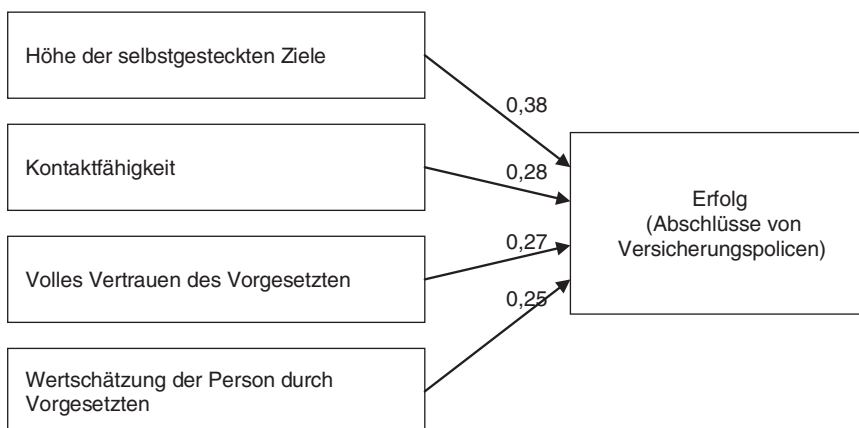 Höhe der selbstgesteckten Ziele
0,38
Kontaktfähigkeit
0,28
Volles Vertrauen des Vorgesetzten
0,27
Wertschätzung der Person durch
Vorgesetzten
0,25
Erfolg
(Abschlüsse von
Versicherungspolicen)